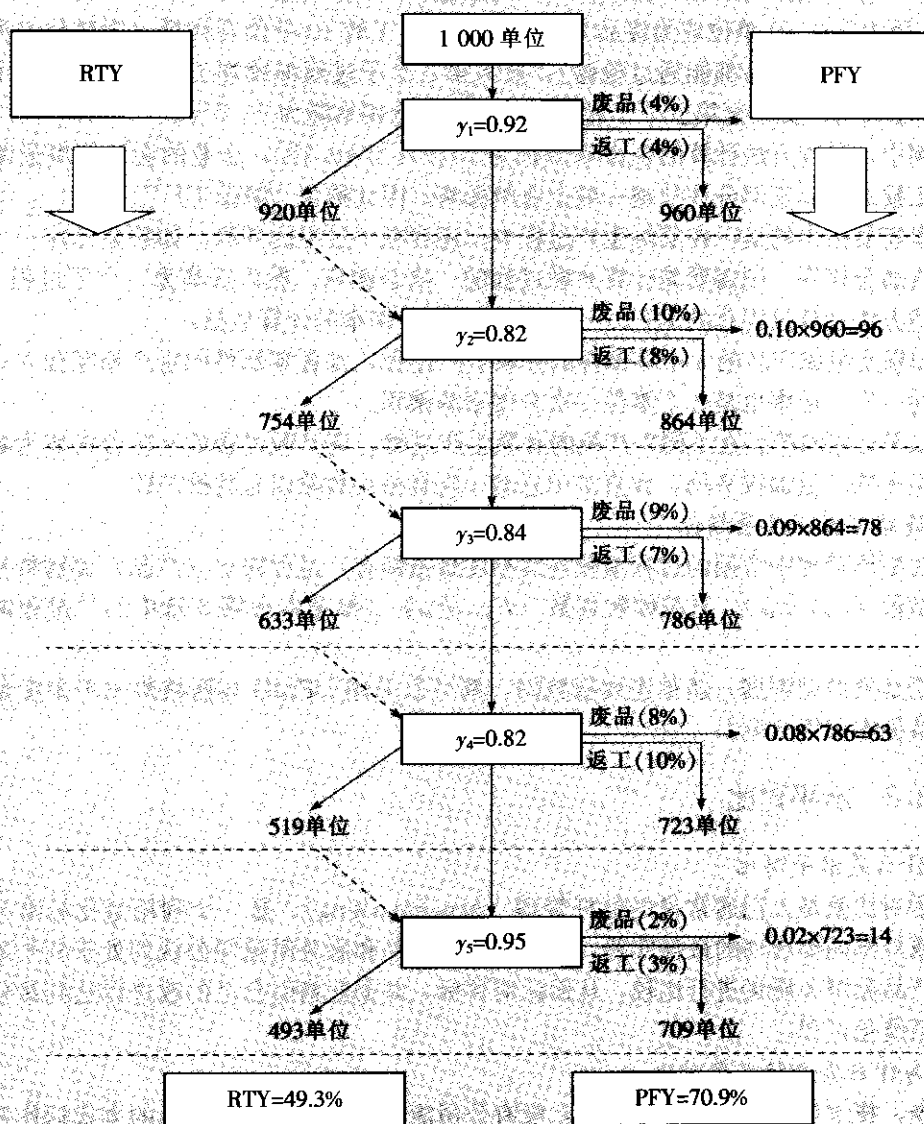 1 000 单位
RTY
PFY
废品(4%)
y₁=0.92
返工(4%)
920单位
960单位
废品(10%)
y₂=0.82
0.10×960=96
返工(8%)
754单位
864单位
废品(9%)
y₃=0.84
0.09×864=78
返工(7%)
633单位
786单位
废品(8%)
y₄=0.82
0.08×786=63
返工(10%)
519单位
723单位
废品(2%)
y₅=0.95
0.02×723=14
返工(3%)
493单位
709单位
RTY=49.3%
PFY=70.9%